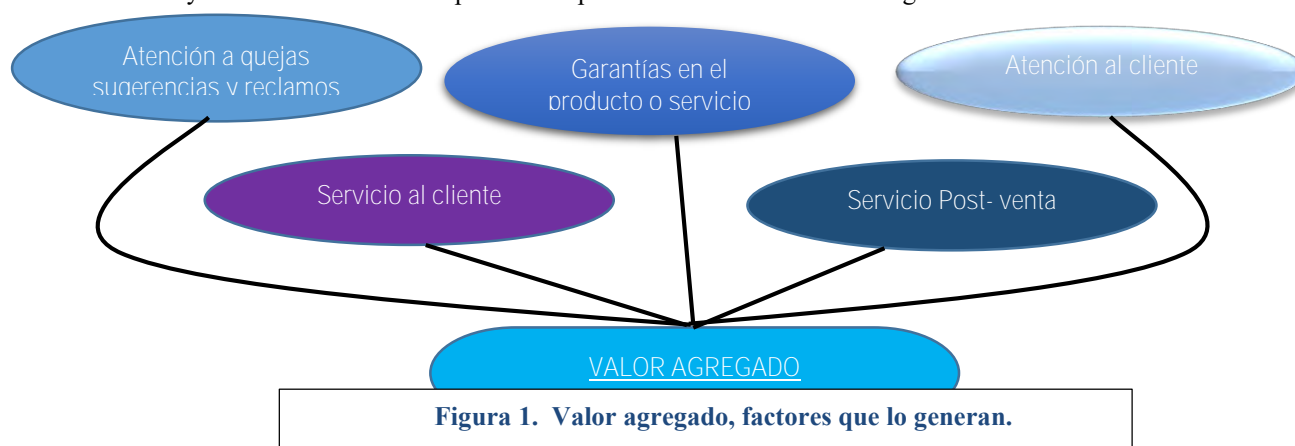 Atención a quejas
sugerencias y reclamos
Garantías en el
producto o servicio
Atención al cliente
Servicio al cliente
Servicio Post- venta
VALOR AGREGADO
Figura 1. Valor agregado, factores que lo generan.